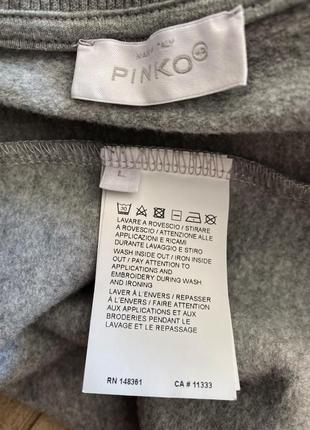 PINKO
L
30
LAVARE A ROVESCIO / STIRARE
A ROVESCIO / ATTENZIONE ALLE
APPLICAZIONI E RICAMI
DURANTE LAVAGGIO E STIRO
WASH INSIDE OUT / IRON INSIDE
OUT / PAY ATTENTION TO
APPLICATIONS AND
EMBROIDERY DURING WASH
AND IRONING
LAVER À L'ENVERS / REPASSER
À L'ENVERS / FAIRE ATTENTION
AUX APPLICATIONS ET AUX
BRODERIES PENDANT LE
LAVAGE ET LE REPASSAGE
RN 148361 CA # 11333